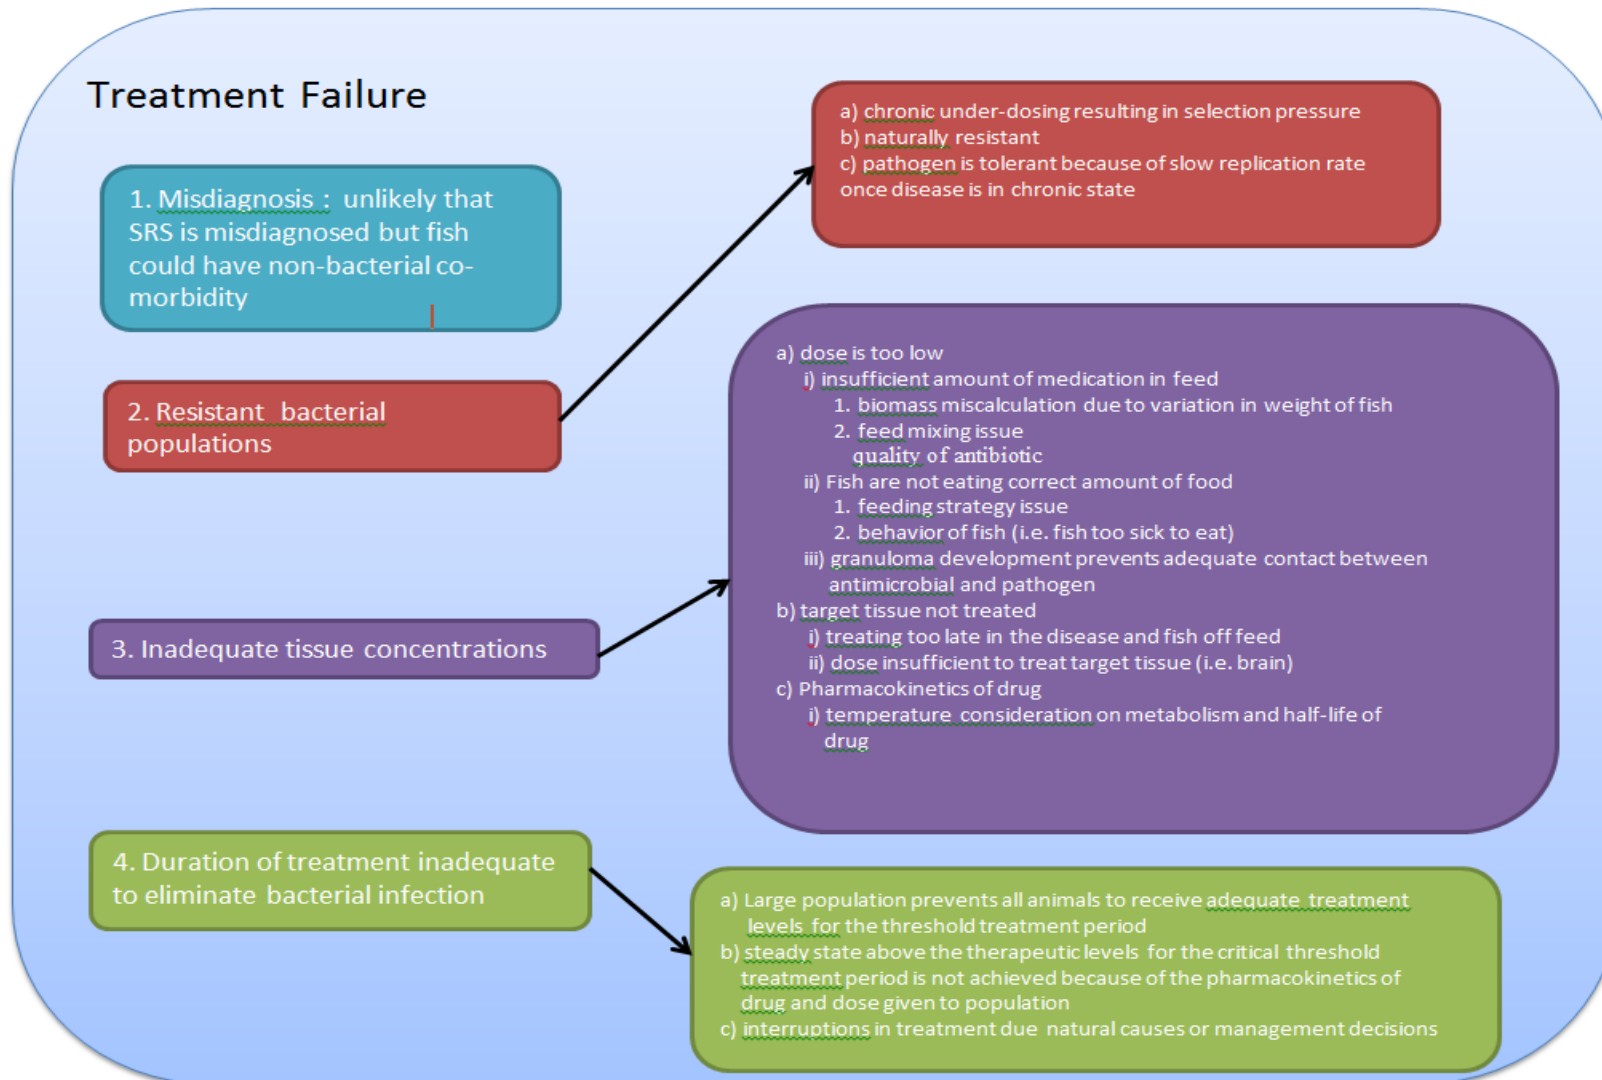 Treatment Failure
1. Misdiagnosis : unlikely that
SRS is misdiagnosed but fish
could have non-bacterial co-
morbidity
2. Resistant bacterial
populations
3. Inadequate tissue concentrations
4. Duration of treatment inadequate
to eliminate bacterial infection
a) chronic under-dosing resulting in selection pressure
b) naturally resistant
c) pathogen is tolerant because of slow replication rate
once disease is in chronic state
a) dose is too low
i) insufficient amount of medication in feed
1. biomass miscalculation due to variation in weight of fish
2. feed mixing issue
quality of antibiotic
ii) Fish are not eating correct amount of food
1. feeding strategy issue
2. behavior of fish (i.e. fish too sick to eat)
iii) granuloma development prevents adequate contact between
antimicrobial and pathogen
b) target tissue not treated
i) treating too late in the disease and fish off feed
ii) dose insufficient to treat target tissue (i.e. brain)
c) Pharmacokinetics of drug
i) temperature consideration on metabolism and half-life of
drug
a) Large population prevents all animals to receive adequate treatment
levels for the threshold treatment period
b) steady state above the therapeutic levels for the critical threshold
treatment period is not achieved because of the pharmacokinetics of
drug and dose given to population
c) interruptions in treatment due natural causes or management decisions